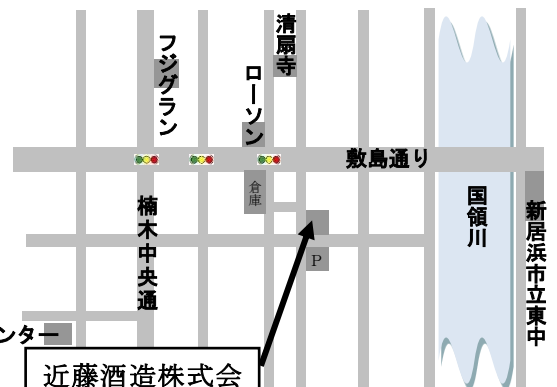 清扇寺
フジグラン
ローソン
敷島通り
倉庫
楠木中央通
国領川
新居浜市立東中
P
ンター
近藤酒造株式会